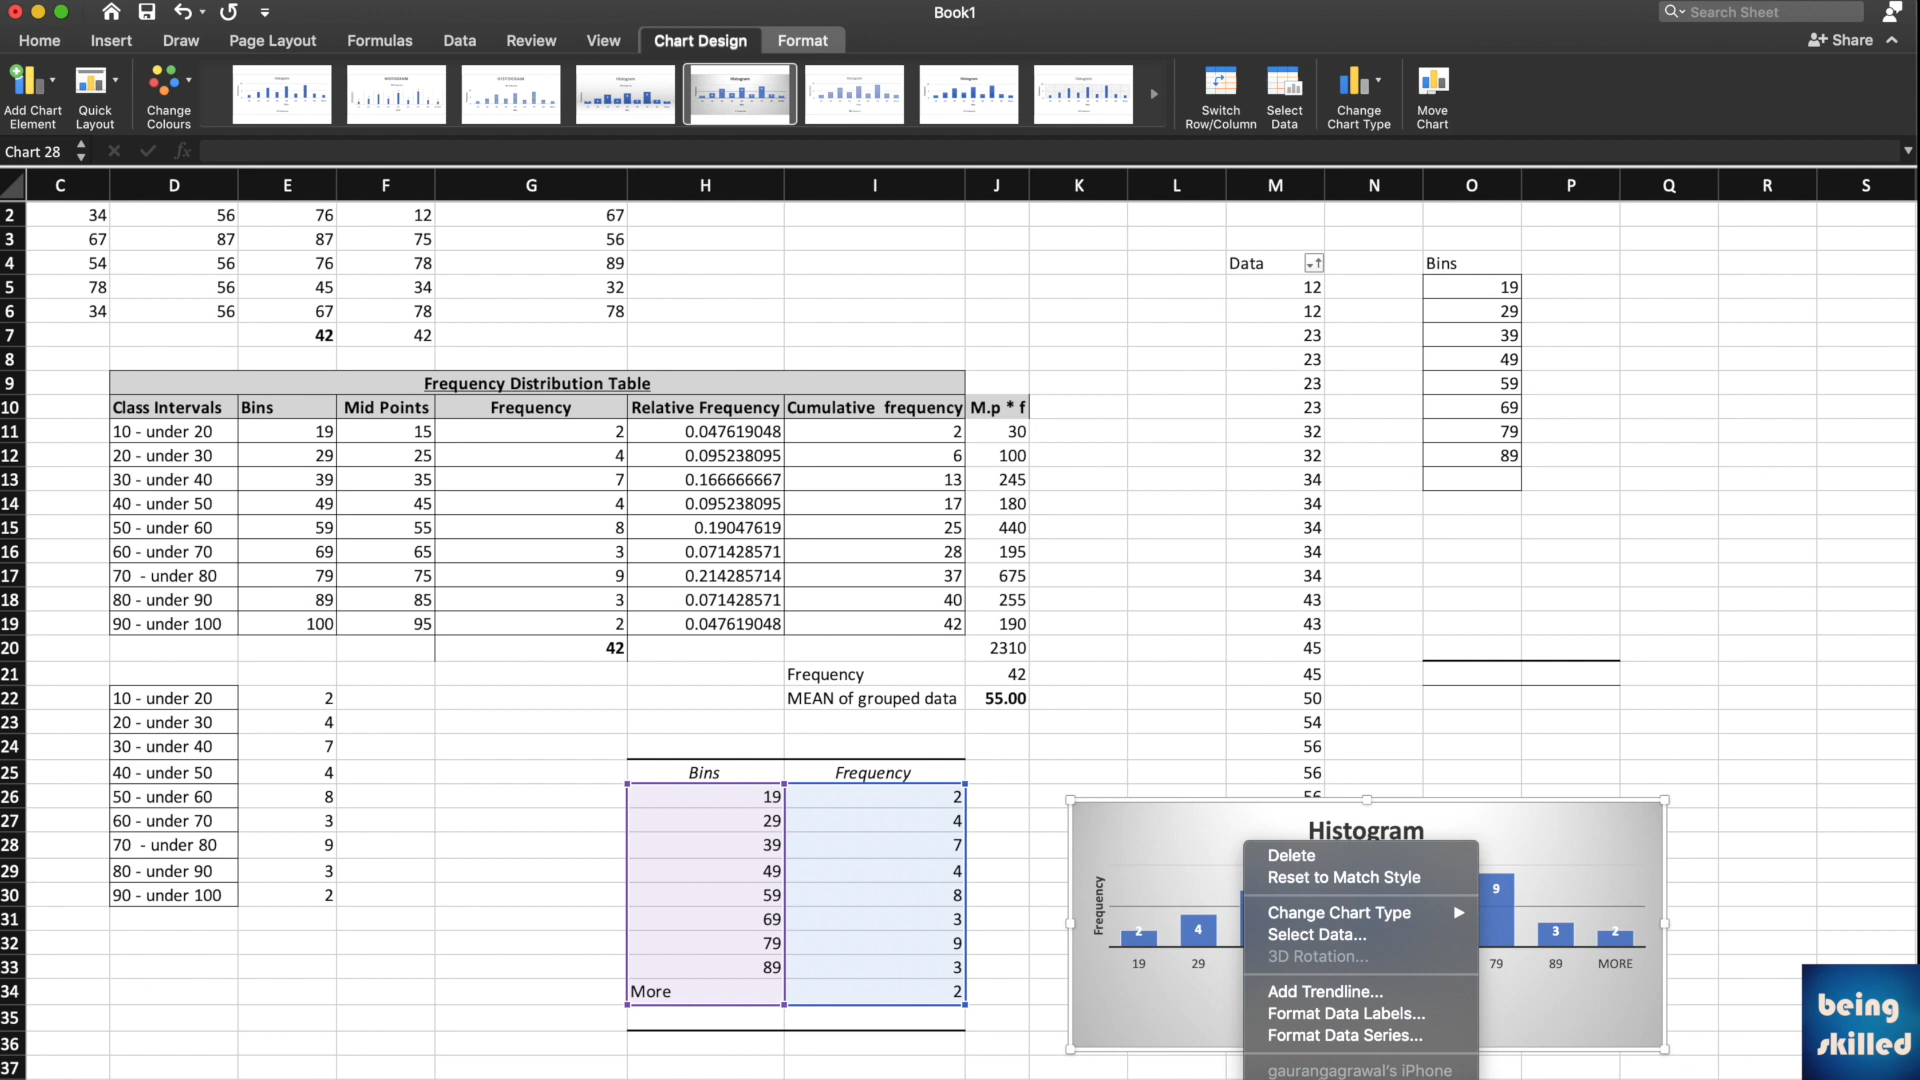 Book1
Search Sheet
Home Insert Draw Page Layout Formulas Data Review View Chart Design Format Share
Add Chart Element
Quick Layout
Change Colours
Switch Row/Column
Select Data
Change Chart Type
Move Chart
Chart 28 fx
C D E F G H I J K L M N O P Q R S
2 34 56 76 12 67
3 67 87 87 75 56
4 54 56 76 78 89 Data Bins
5 78 56 45 34 32 12 19
6 34 56 67 78 78 12 29
7 42 42 23 39
8 23 49
9 Frequency Distribution Table 23 59
10 Class Intervals Bins Mid Points Frequency Relative Frequency Cumulative frequency M.p * f 23 69
11 10 - under 20 19 15 2 0.047619048 2 30 32 79
12 20 - under 30 29 25 4 0.095238095 6 100 32 89
13 30 - under 40 39 35 7 0.166666667 13 245 34
14 40 - under 50 49 45 4 0.095238095 17 180 34
15 50 - under 60 59 55 8 0.19047619 25 440 34
16 60 - under 70 69 65 3 0.071428571 28 195 34
17 70 - under 80 79 75 9 0.214285714 37 675 34
18 80 - under 90 89 85 3 0.071428571 40 255 43
19 90 - under 100 100 95 2 0.047619048 42 190 43
20 42 2310 45
21 Frequency 42 45
22 10 - under 20 2 MEAN of grouped data 55.00 50
23 20 - under 30 4 54
24 30 - under 40 7 56
25 40 - under 50 4 Bins Frequency 56
26 50 - under 60 8 19 2 56
27 60 - under 70 3 29 4
28 70 - under 80 9 39 7
29 80 - under 90 3 49 4
30 90 - under 100 2 59 8
31 69 3
32 79 9
33 89 3
34 More 2
35
36
37
Histogram
Frequency
2 4 9 3 2
19 29 79 89 MORE
Delete
Reset to Match Style
Change Chart Type
Select Data...
3D Rotation...
Add Trendline...
Format Data Labels...
Format Data Series...
gaurangagrawal's iPhone
being
skilled